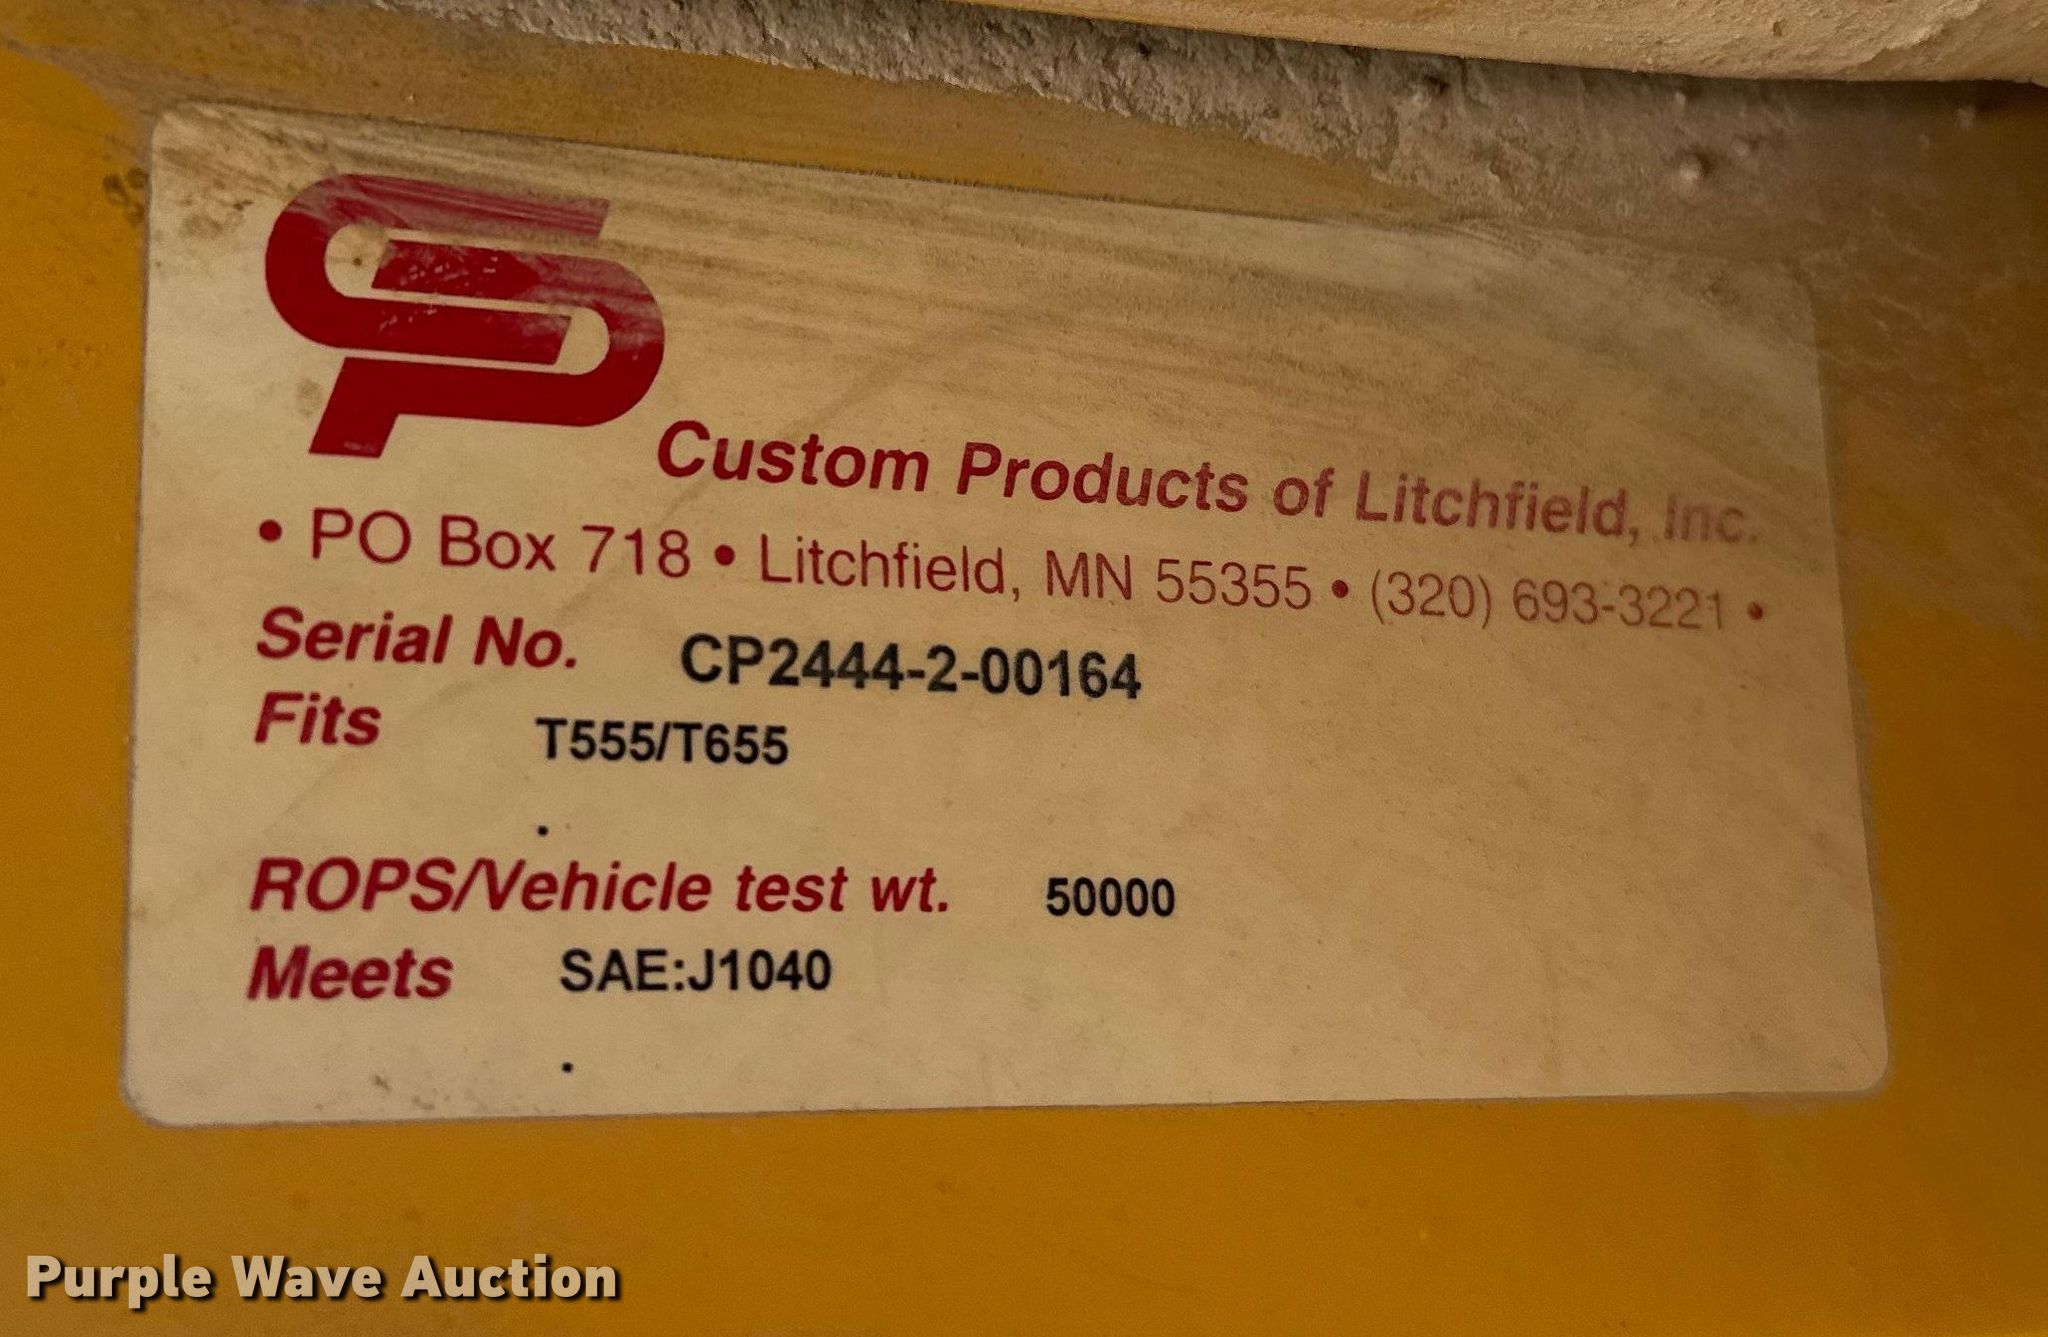 CP
Custom Products of Litchfield, Inc.
• PO Box 718 • Litchfield, MN 55355 • (320) 693-3221 •
Serial No. CP2444-2-00164
Fits T555/T655
.
ROPS/Vehicle test wt. 50000
Meets SAE:J1040
.
Purple Wave Auction